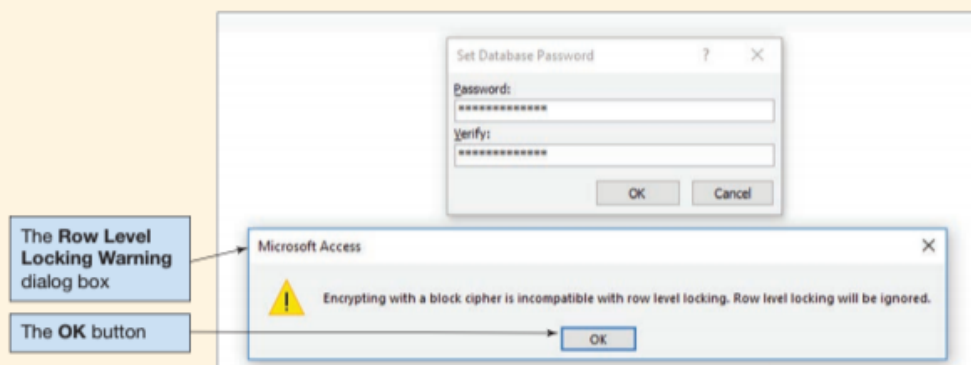 Set Database Password ? ×
Password:
*************
Verify:
*************
OK Cancel
The Row Level
Locking Warning
dialog box
Microsoft Access ×
Encrypting with a block cipher is incompatible with row level locking. Row level locking will be ignored.
The OK button
OK